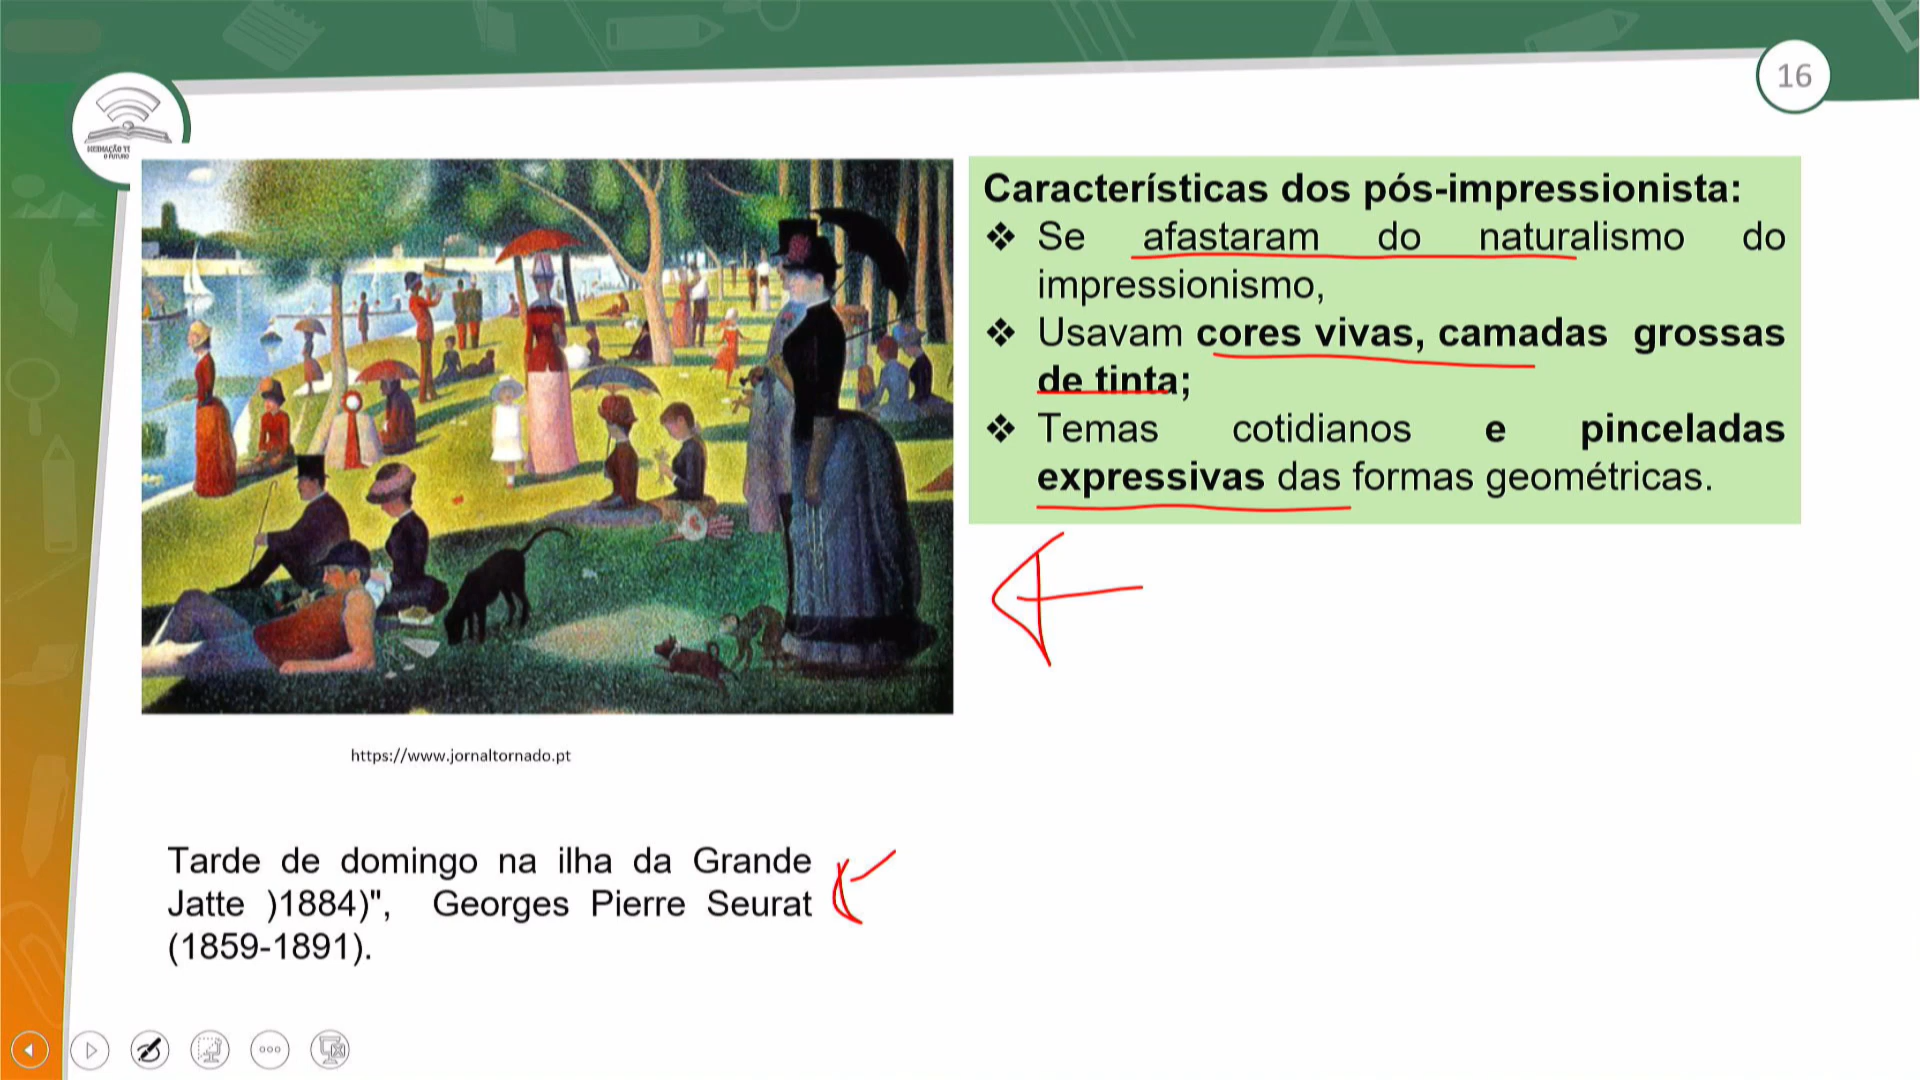 16
Características dos pós-impressionista:
❖ Se afastaram do naturalismo do
impressionismo,
❖ Usavam cores vivas, camadas grossas
de tinta;
❖ Temas cotidianos e pinceladas
expressivas das formas geométricas.
https://www.jornaltornado.pt
Tarde de domingo na ilha da Grande
Jatte )1884)", Georges Pierre Seurat
(1859-1891).